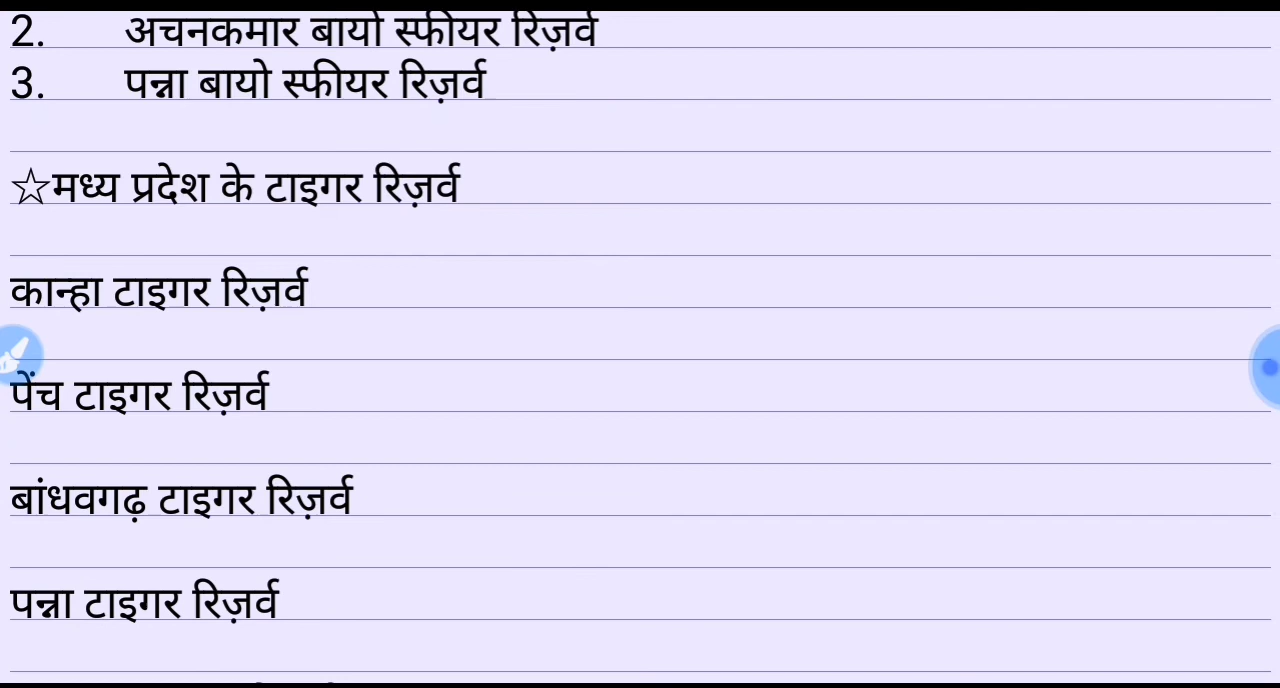 2. अचनकमार बायो स्फीयर रिज़र्व
3. पन्ना बायो स्फीयर रिज़र्व
☆मध्य प्रदेश के टाइगर रिज़र्व
कान्हा टाइगर रिज़र्व
पेंच टाइगर रिज़र्व
बांधवगढ़ टाइगर रिज़र्व
पन्ना टाइगर रिज़र्व